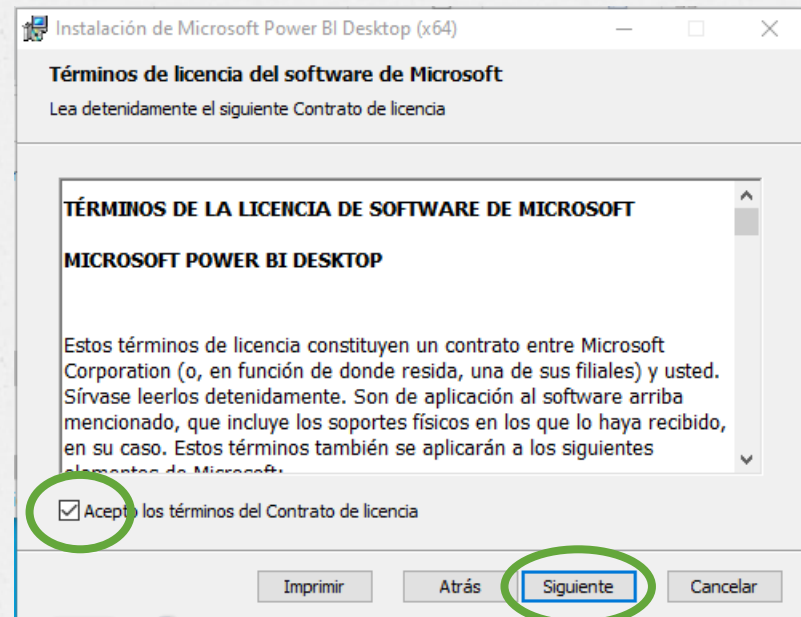 Instalación de Microsoft Power BI Desktop (x64)
Términos de licencia del software de Microsoft
Lea detenidamente el siguiente Contrato de licencia
TÉRMINOS DE LA LICENCIA DE SOFTWARE DE MICROSOFT
MICROSOFT POWER BI DESKTOP
Estos términos de licencia constituyen un contrato entre Microsoft
Corporation (o, en función de donde resida, una de sus filiales) y usted.
Sírvase leerlos detenidamente. Son de aplicación al software arriba
mencionado, que incluye los soportes físicos en los que lo haya recibido,
en su caso. Estos términos también se aplicarán a los siguientes
elementos de Microsoft:
Acepto los términos del Contrato de licencia
Imprimir
Atrás
Siguiente
Cancelar